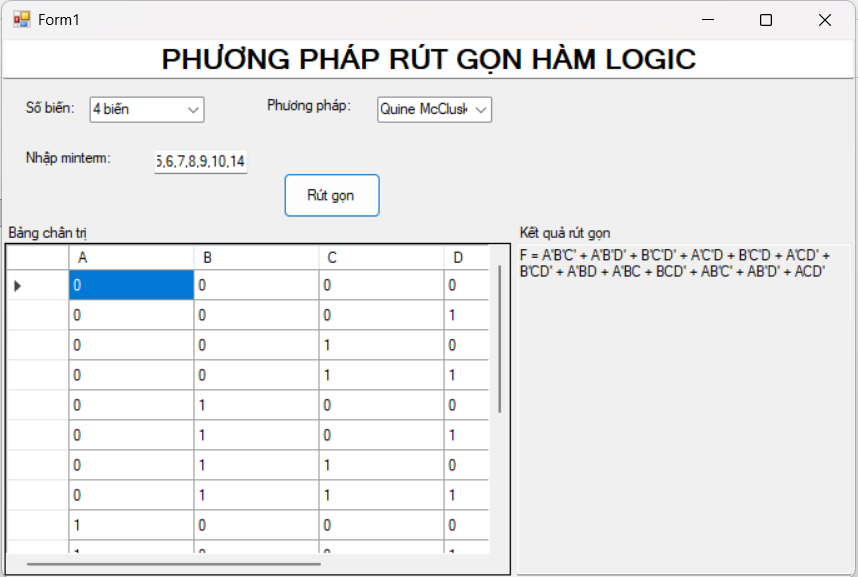 Form1
PHƯƠNG PHÁP RÚT GỌN HÀM LOGIC
Số biến: 4 biến Phương pháp: Quine McClusk
Nhập minterm: 5,6,7,8,9,10,14
Rút gọn
Bảng chân trị
A B C D
0 0 0 0
0 0 0 1
0 0 1 0
0 0 1 1
0 1 0 0
0 1 0 1
0 1 1 0
0 1 1 1
1 0 0 0
Kết quả rút gọn
F = A'B'C' + A'B'D' + B'C'D' + A'C'D + B'C'D + A'CD' +
B'CD' + A'BD + A'BC + BCD' + AB'C' + AB'D' + ACD'